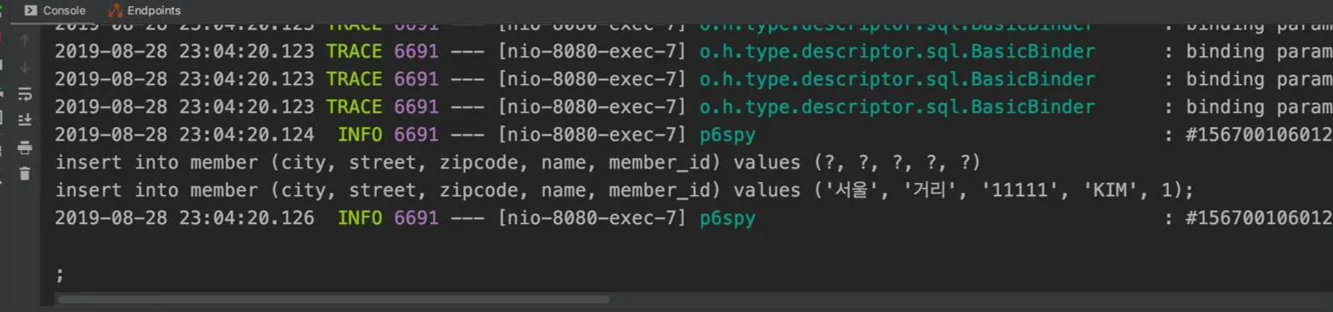 Console Endpoints
2019-08-28 23:04:20.123 TRACE 6691 --- [nio-8080-exec-7] o.h.type.descriptor.sql.BasicBinder : binding param
2019-08-28 23:04:20.123 TRACE 6691 --- [nio-8080-exec-7] o.h.type.descriptor.sql.BasicBinder : binding param
2019-08-28 23:04:20.123 TRACE 6691 --- [nio-8080-exec-7] o.h.type.descriptor.sql.BasicBinder : binding param
2019-08-28 23:04:20.123 TRACE 6691 --- [nio-8080-exec-7] o.h.type.descriptor.sql.BasicBinder : binding param
2019-08-28 23:04:20.124 INFO 6691 --- [nio-8080-exec-7] p6spy : #156700106012
insert into member (city, street, zipcode, name, member_id) values (?, ?, ?, ?, ?)
insert into member (city, street, zipcode, name, member_id) values ('서울', '거리', '11111', 'KIM', 1);
2019-08-28 23:04:20.126 INFO 6691 --- [nio-8080-exec-7] p6spy : #156700106012
;